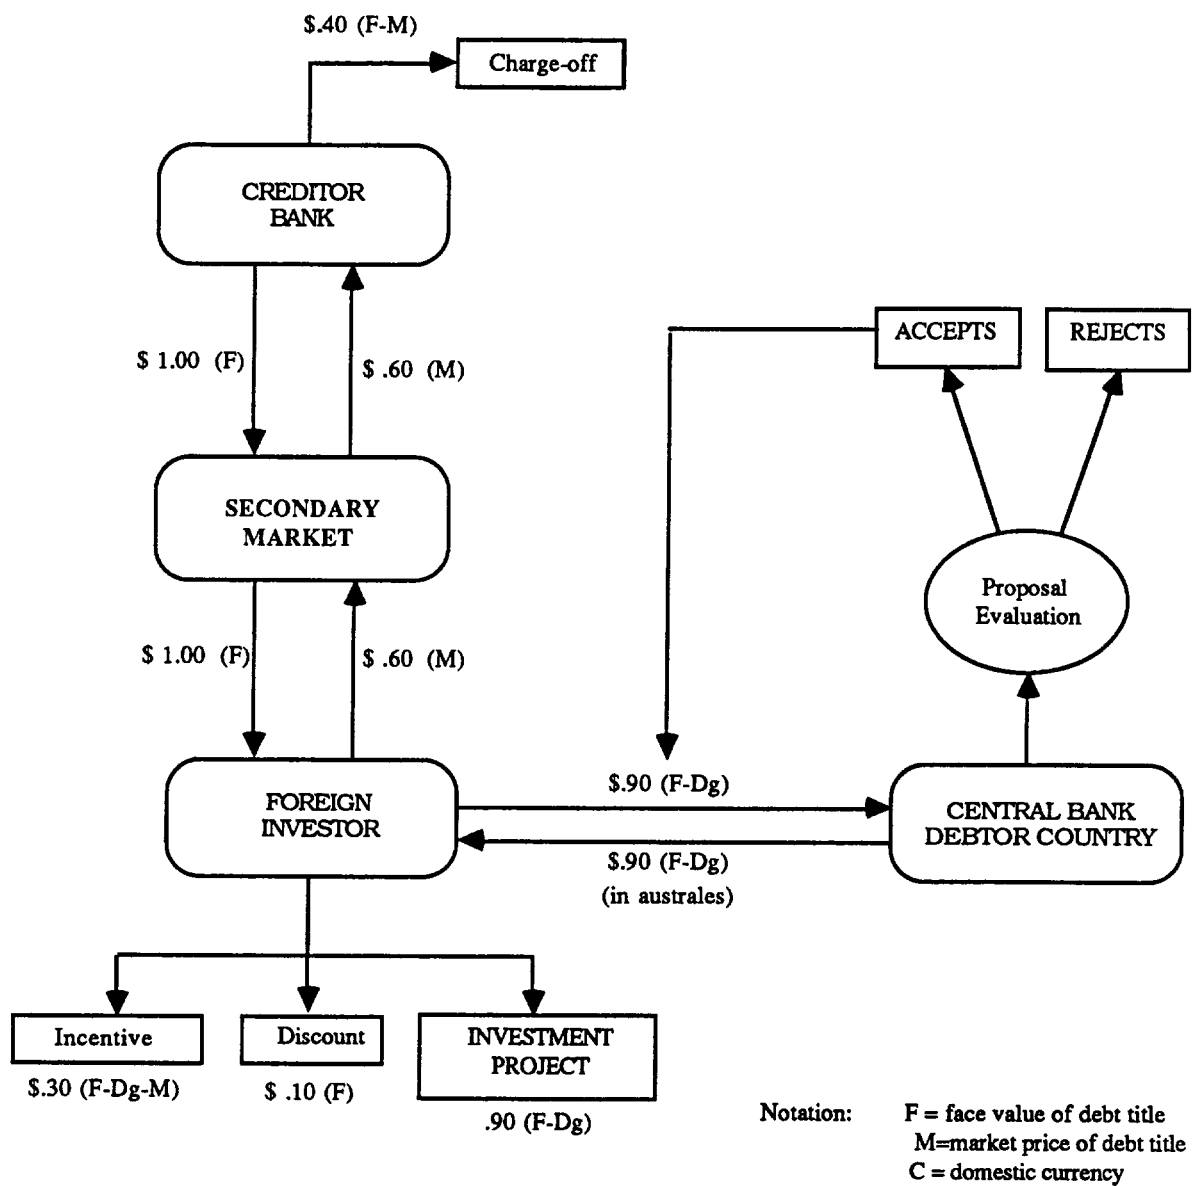 $.40 (F-M)
Charge-off
CREDITOR
BANK
$ 1.00 (F)
$ .60 (M)
ACCEPTS
REJECTS
SECONDARY
MARKET
Proposal
Evaluation
$ 1.00 (F)
$ .60 (M)
$.90 (F-Dg)
FOREIGN
INVESTOR
CENTRAL BANK
DEBTOR COUNTRY
$.90 (F-Dg)
(in australes)
Incentive
Discount
INVESTMENT
PROJECT
$.30 (F-Dg-M)
$ .10 (F)
.90 (F-Dg)
Notation:
F = face value of debt title
M=market price of debt title
C = domestic currency